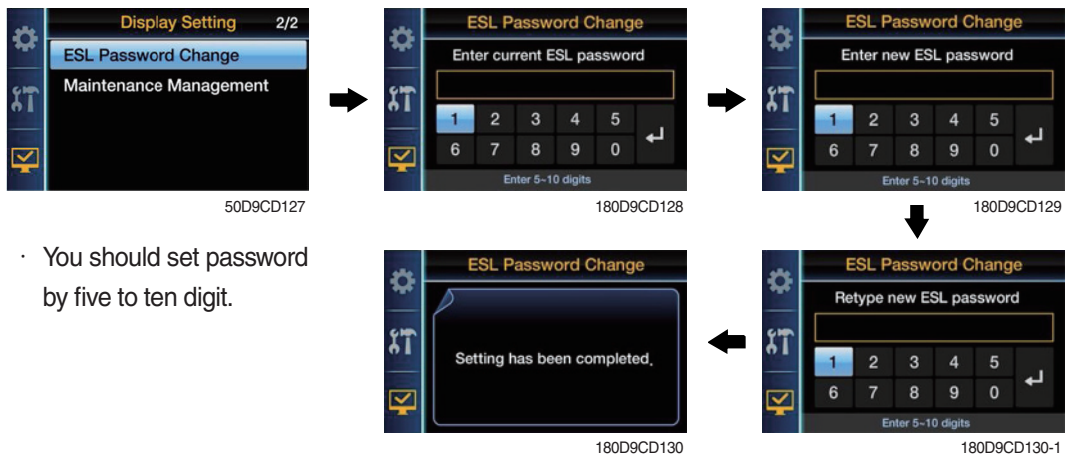 Display Setting 2/2
ESL Password Change
Maintenance Management
50D9CD127
ESL Password Change
Enter current ESL password
1 2 3 4 5
6 7 8 9 0
Enter 5~10 digits
180D9CD128
ESL Password Change
Enter new ESL password
1 2 3 4 5
6 7 8 9 0
Enter 5~10 digits
180D9CD129
ESL Password Change
Retype new ESL password
1 2 3 4 5
6 7 8 9 0
Enter 5~10 digits
180D9CD130-1
ESL Password Change
Setting has been completed.
180D9CD130
· You should set password
by five to ten digit.